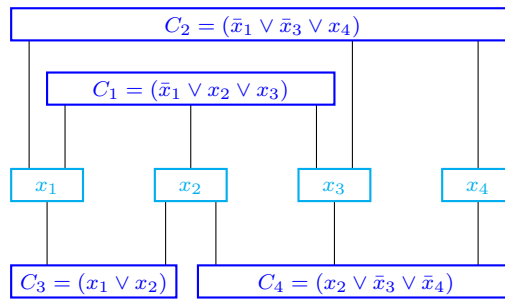 C₂ = (x̄₁ ∨ x̄₃ ∨ x₄)
C₁ = (x̄₁ ∨ x₂ ∨ x₃)
x₁ x₂ x₃ x₄
C₃ = (x₁ ∨ x₂) C₄ = (x₂ ∨ x̄₃ ∨ x̄₄)